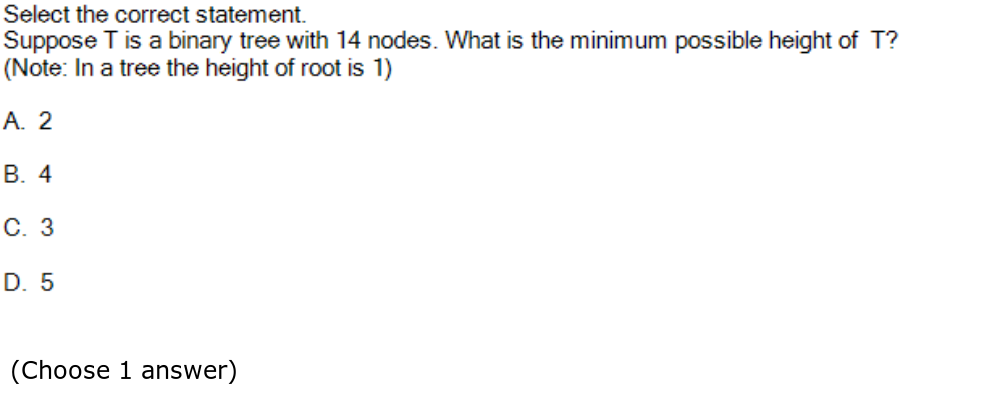 Select the correct statement.
Suppose T is a binary tree with 14 nodes. What is the minimum possible height of T?
(Note: In a tree the height of root is 1)
A. 2
B. 4
C. 3
D. 5
(Choose 1 answer)